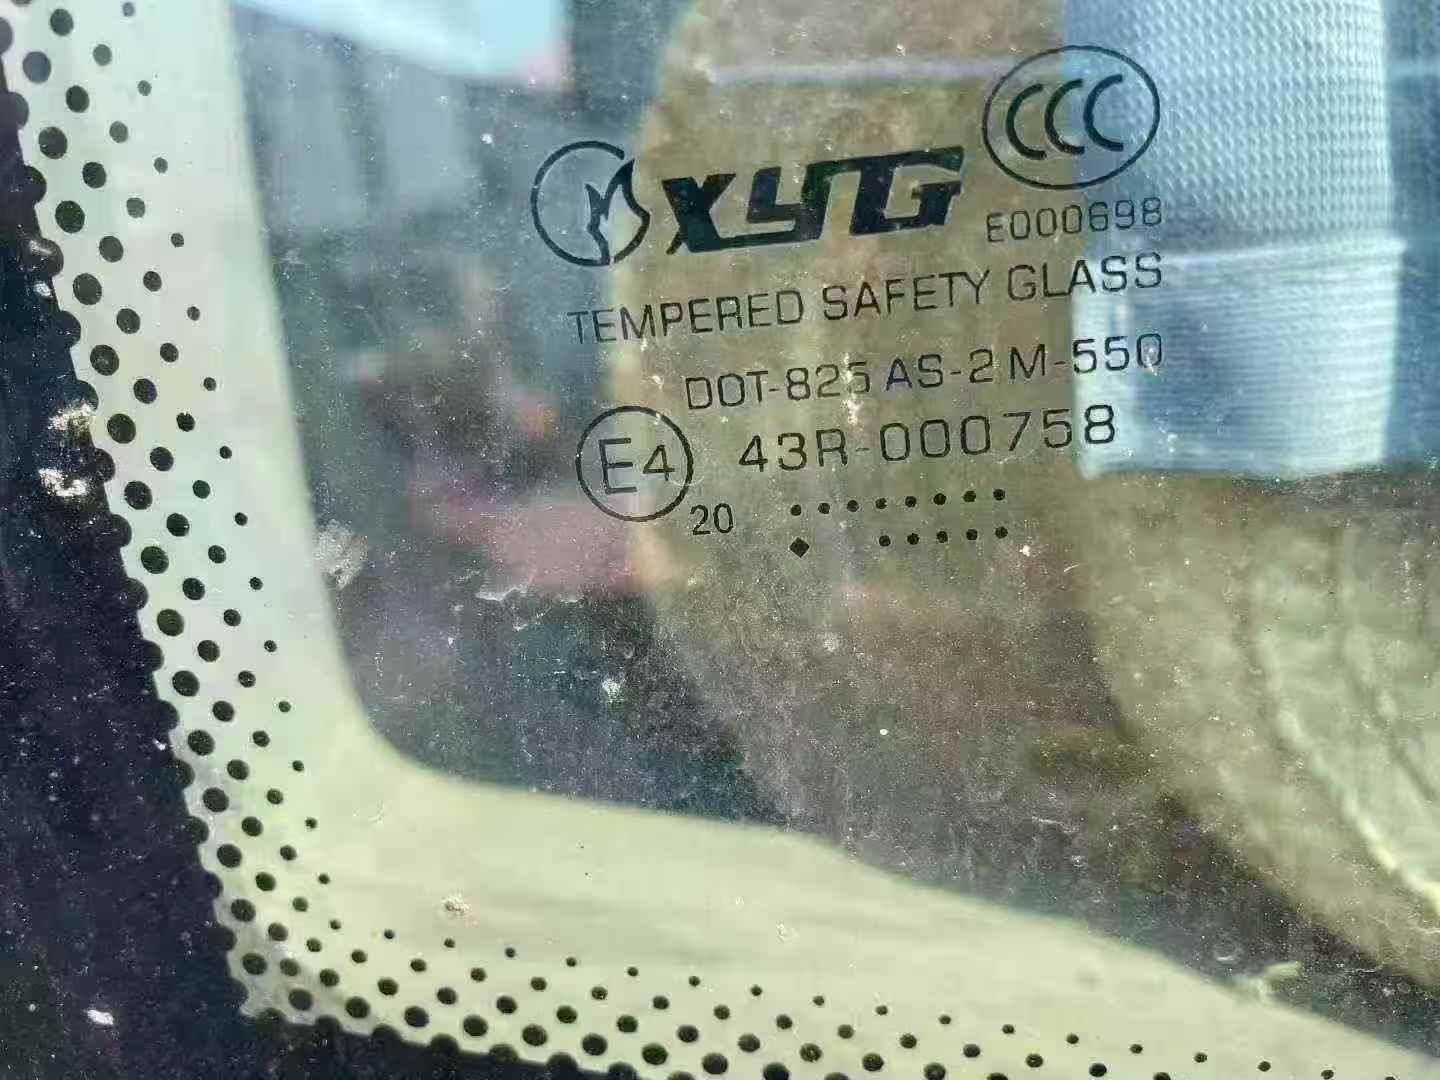 XYG CCC
E000698
TEMPERED SAFETY GLASS
DOT-825 AS-2 M-550
E4 43R-000758
20